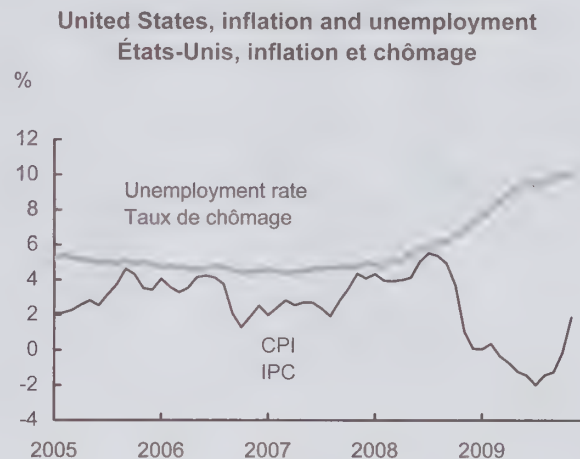 United States, inflation and unemployment
États-Unis, inflation et chômage
%
12
10
8
6
4
2
0
-2
-4
Unemployment rate
Taux de chômage
CPI
IPC
2005 2006 2007 2008 2009